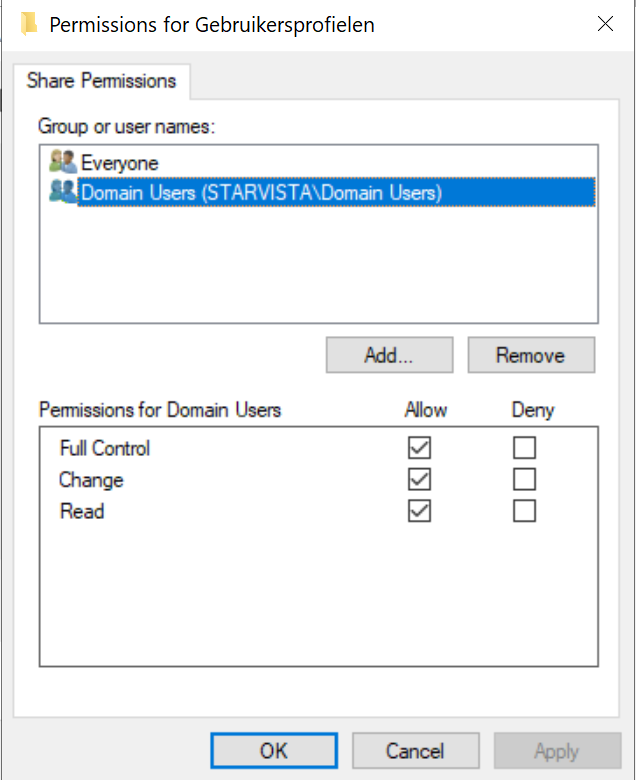 Permissions for Gebruikersprofielen
Share Permissions
Group or user names:
Everyone
Domain Users (STARVISTA\Domain Users)
Add... Remove
Permissions for Domain Users Allow Deny
Full Control
Change
Read
OK Cancel Apply